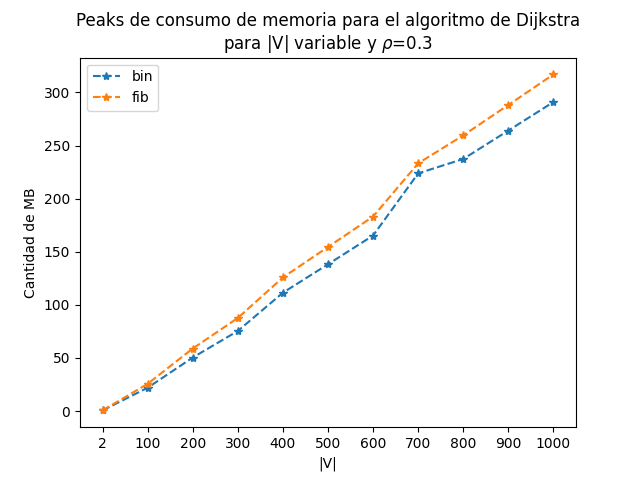 Peaks de consumo de memoria para el algoritmo de Dijkstra
para |V| variable y ρ=0.3
bin
fib
Cantidad de MB
300
250
200
150
100
50
0
2 100 200 300 400 500 600 700 800 900 1000
|V|